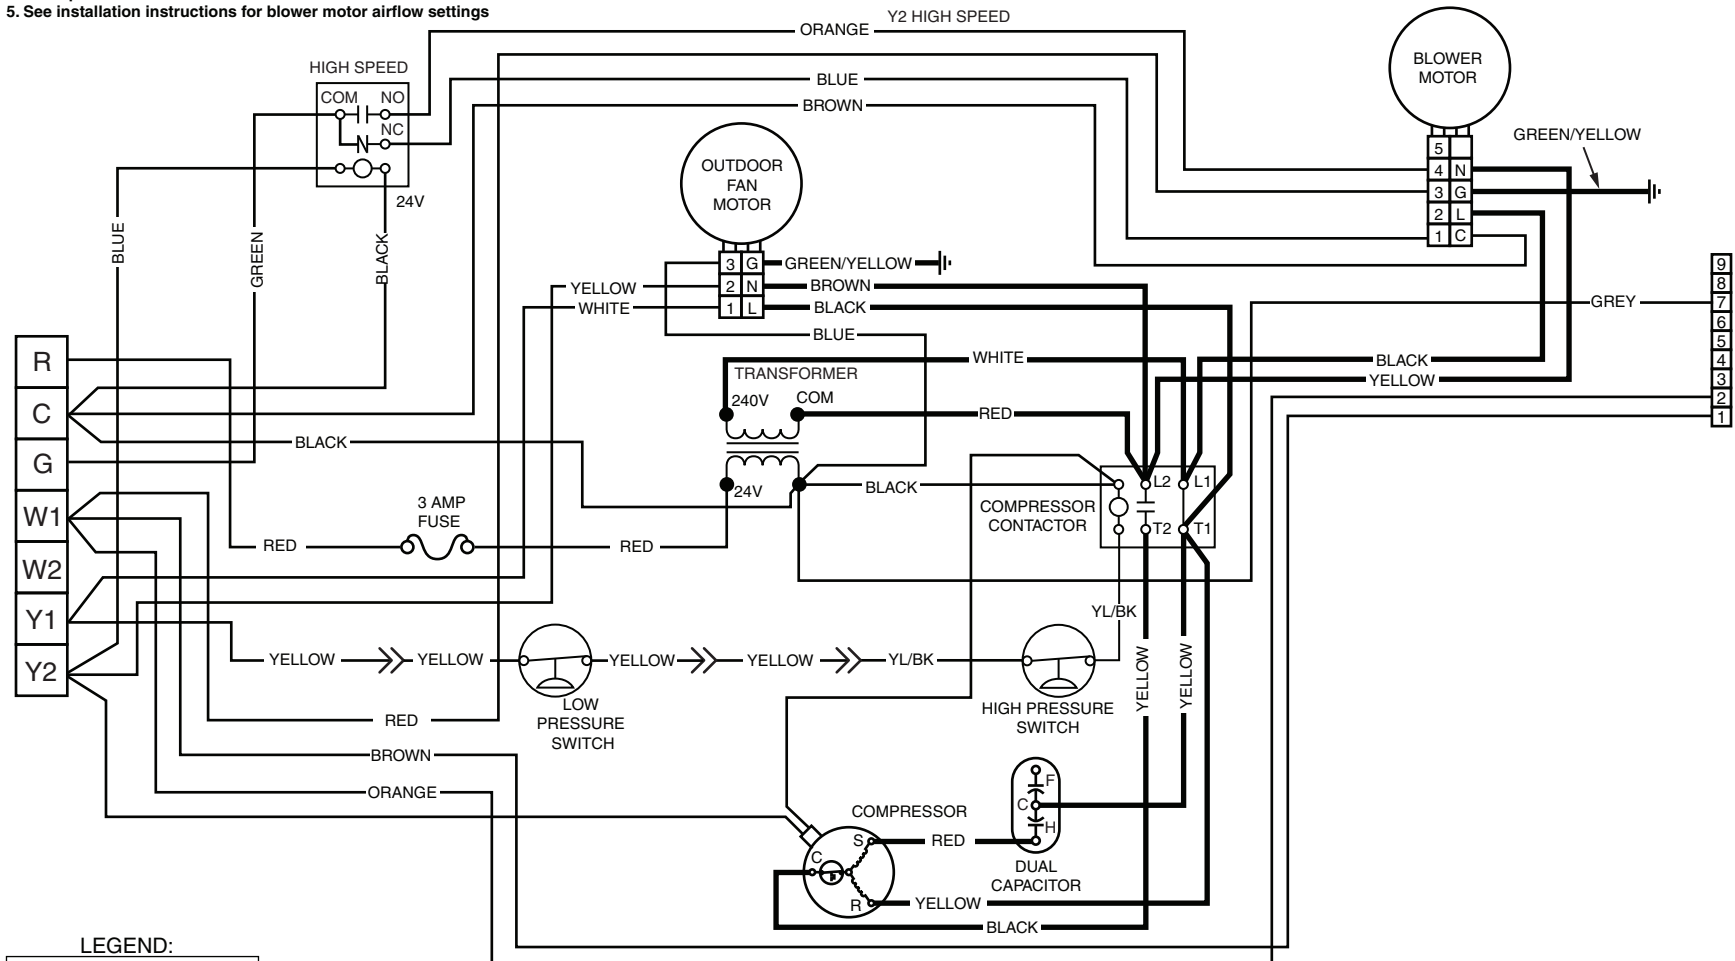 5. See installation instructions for blower motor airflow settings
Y2 HIGH SPEED
ORANGE
HIGH SPEED
BLUE
BROWN
COM NO
NC
24V
BLOWER
MOTOR
GREEN/YELLOW
5
4 N
3 G
2 L
1 C
OUTDOOR
FAN
MOTOR
3 G
2 N
1 L
GREEN/YELLOW
BROWN
BLACK
BLUE
YELLOW
WHITE
BLUE
GREEN
BLACK
GREY
9
8
7
6
5
4
3
2
1
R
C
G
W1
W2
Y1
Y2
WHITE
BLACK
YELLOW
TRANSFORMER
240V COM
RED
BLACK
24V
BLACK
3 AMP
FUSE
RED
RED
COMPRESSOR
CONTACTOR
L2 L1
T2 T1
YL/BK
YELLOW
YELLOW
YELLOW
YELLOW
YELLOW
YL/BK
YELLOW
LOW
PRESSURE
SWITCH
HIGH PRESSURE
SWITCH
RED
BROWN
ORANGE
COMPRESSOR
F
C
H
DUAL
CAPACITOR
S
C
R
RED
YELLOW
BLACK
LEGEND: